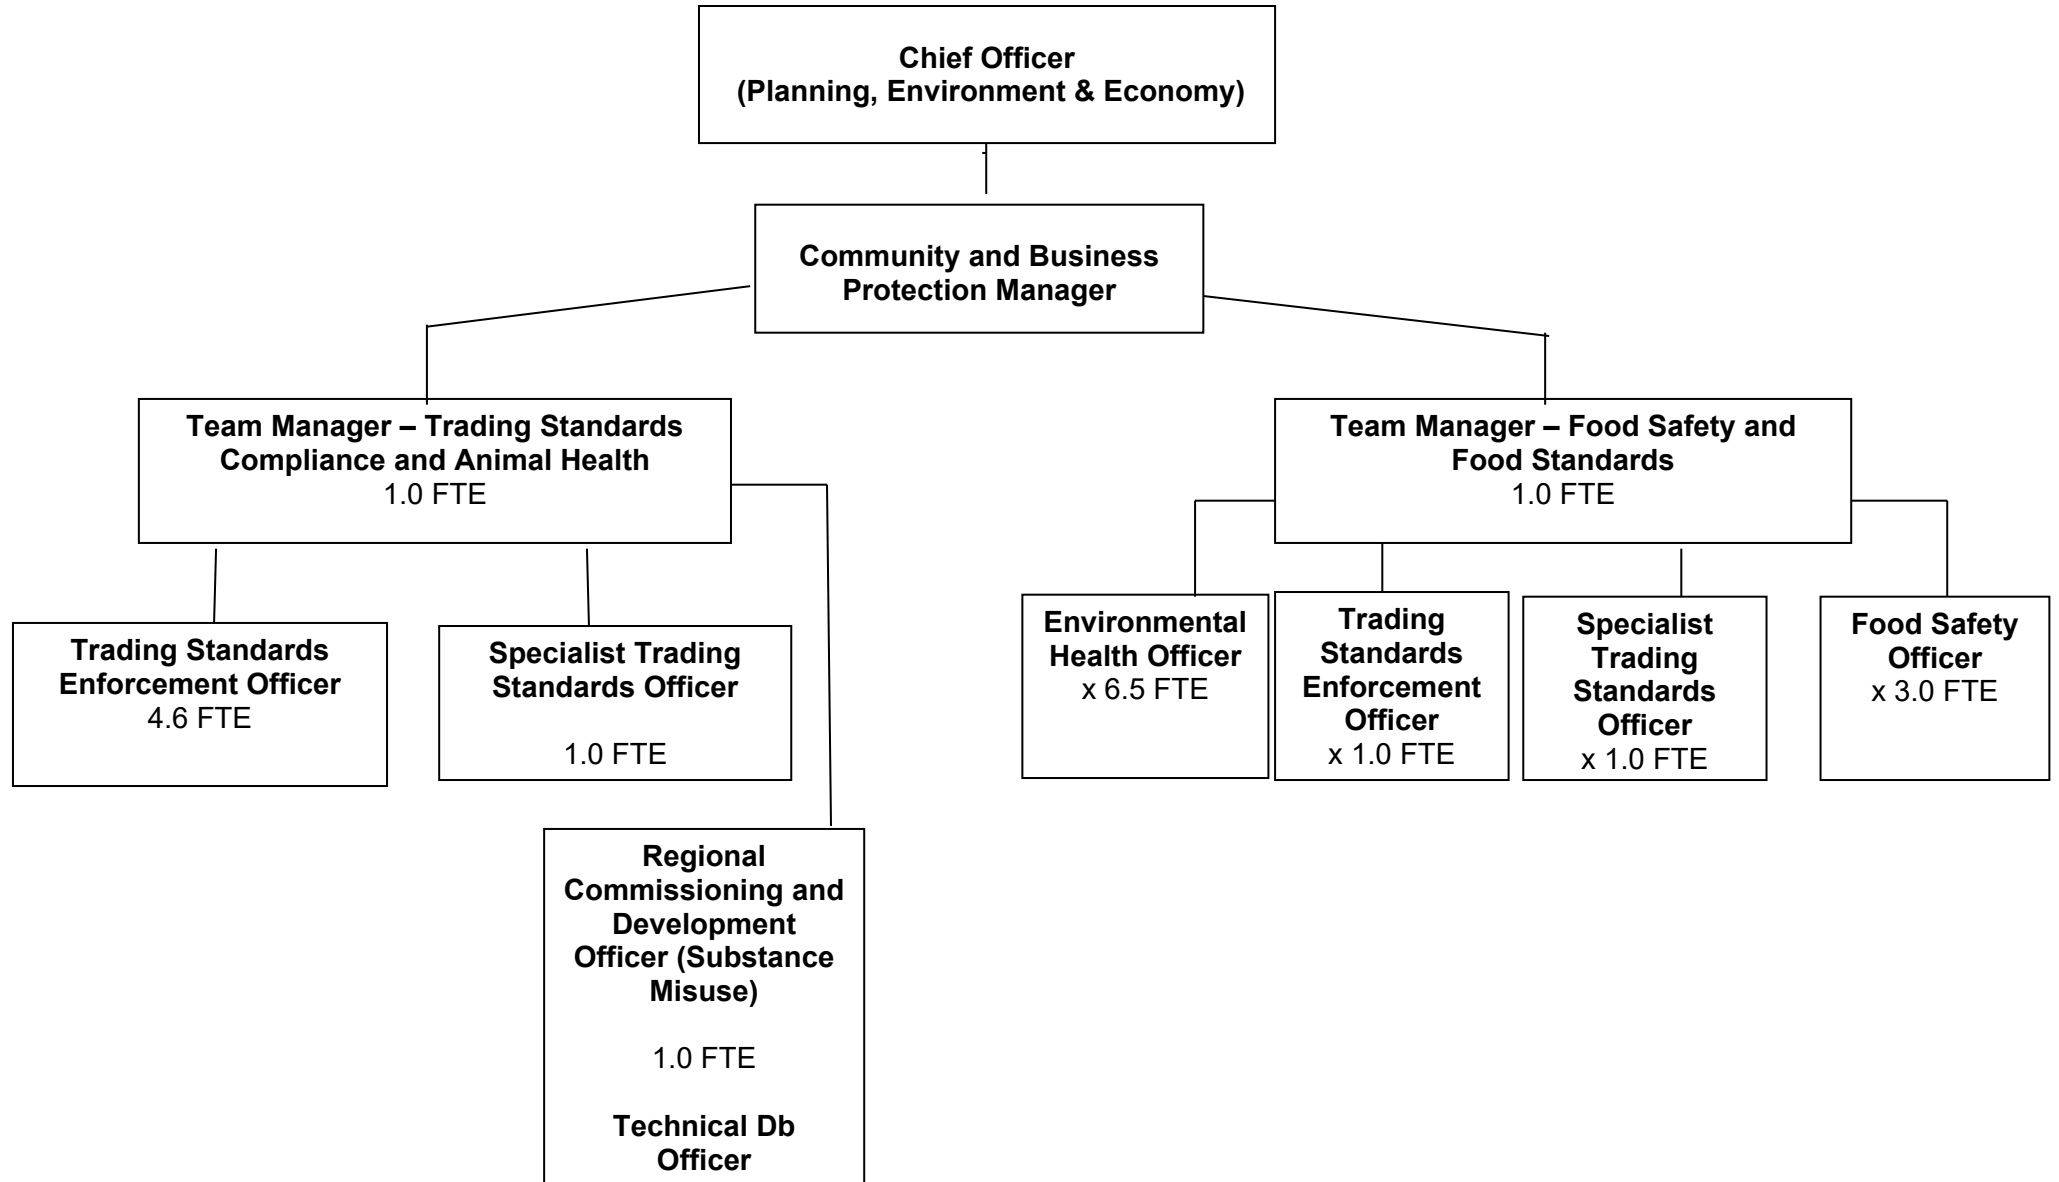 Chief Officer
(Planning, Environment & Economy)
Community and Business
Protection Manager
Team Manager – Trading Standards
Compliance and Animal Health
1.0 FTE
Team Manager – Food Safety and
Food Standards
1.0 FTE
Trading Standards
Enforcement Officer
4.6 FTE
Specialist Trading
Standards Officer
1.0 FTE
Environmental
Health Officer
x 6.5 FTE
Trading
Standards
Enforcement
Officer
x 1.0 FTE
Specialist
Trading
Standards
Officer
x 1.0 FTE
Food Safety
Officer
x 3.0 FTE
Regional
Commissioning and
Development
Officer (Substance
Misuse)
1.0 FTE
Technical Db
Officer